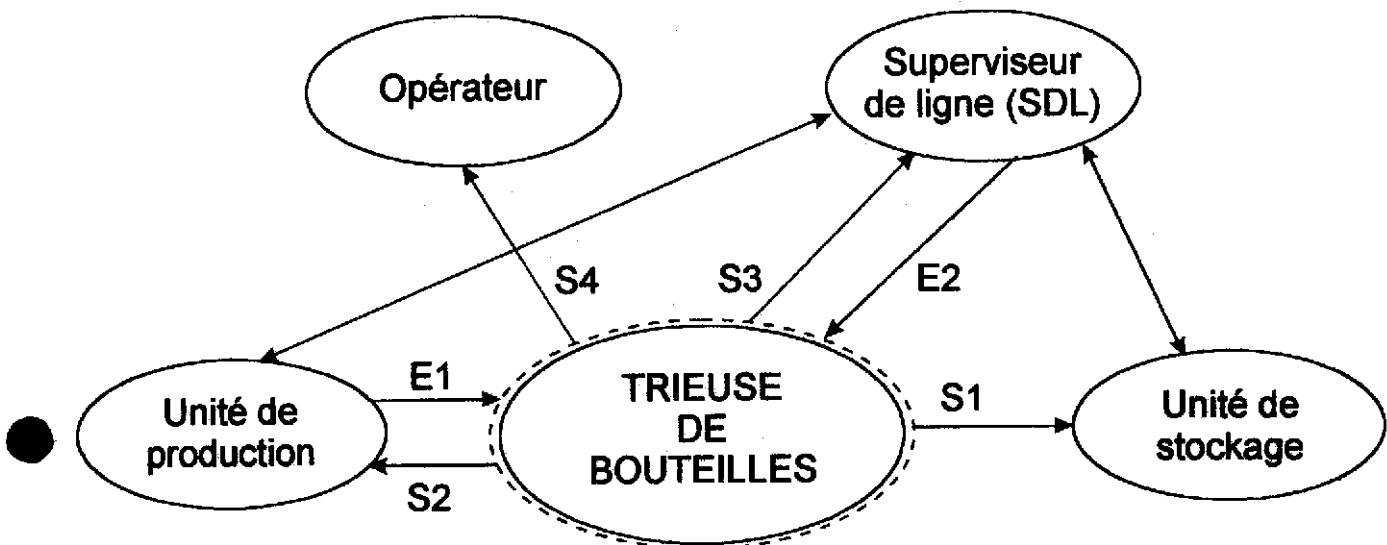 Opérateur
Superviseur
de ligne (SDL)
S4
S3
E2
E1
S2
S1
Unité de
production
TRIEUSE
DE
BOUTEILLES
Unité de
stockage